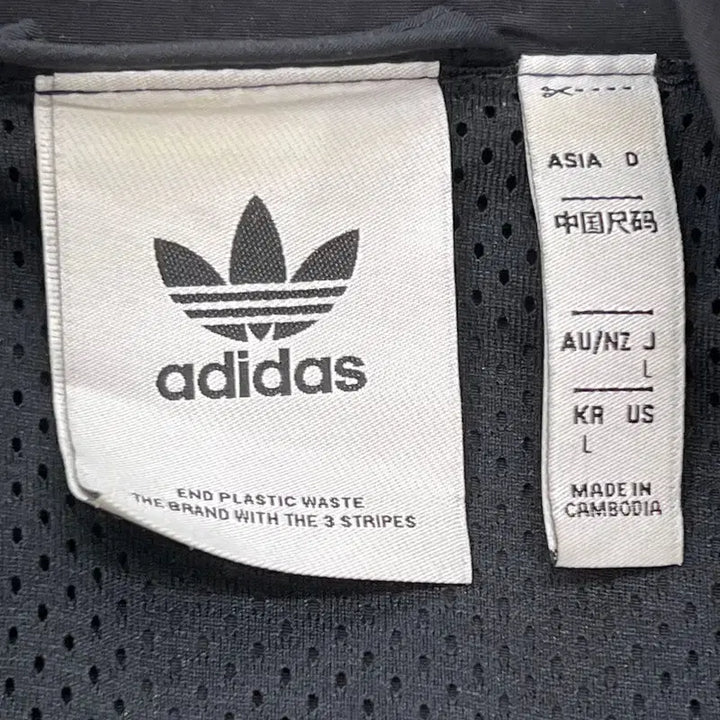 adidas
END PLASTIC WASTE
THE BRAND WITH THE 3 STRIPES
ASIA D
中国尺码
AU/NZ J
L
KR US
L
MADE IN
CAMBODIA